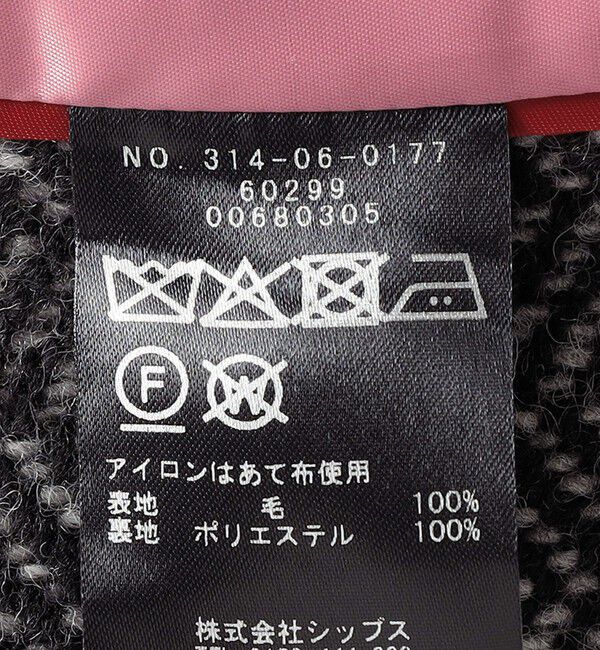 NO. 314-06-0177
60299
00680305
F W
アイロンはあて布使用
表地 毛 100%
裏地 ポリエステル 100%
株式会社シップス